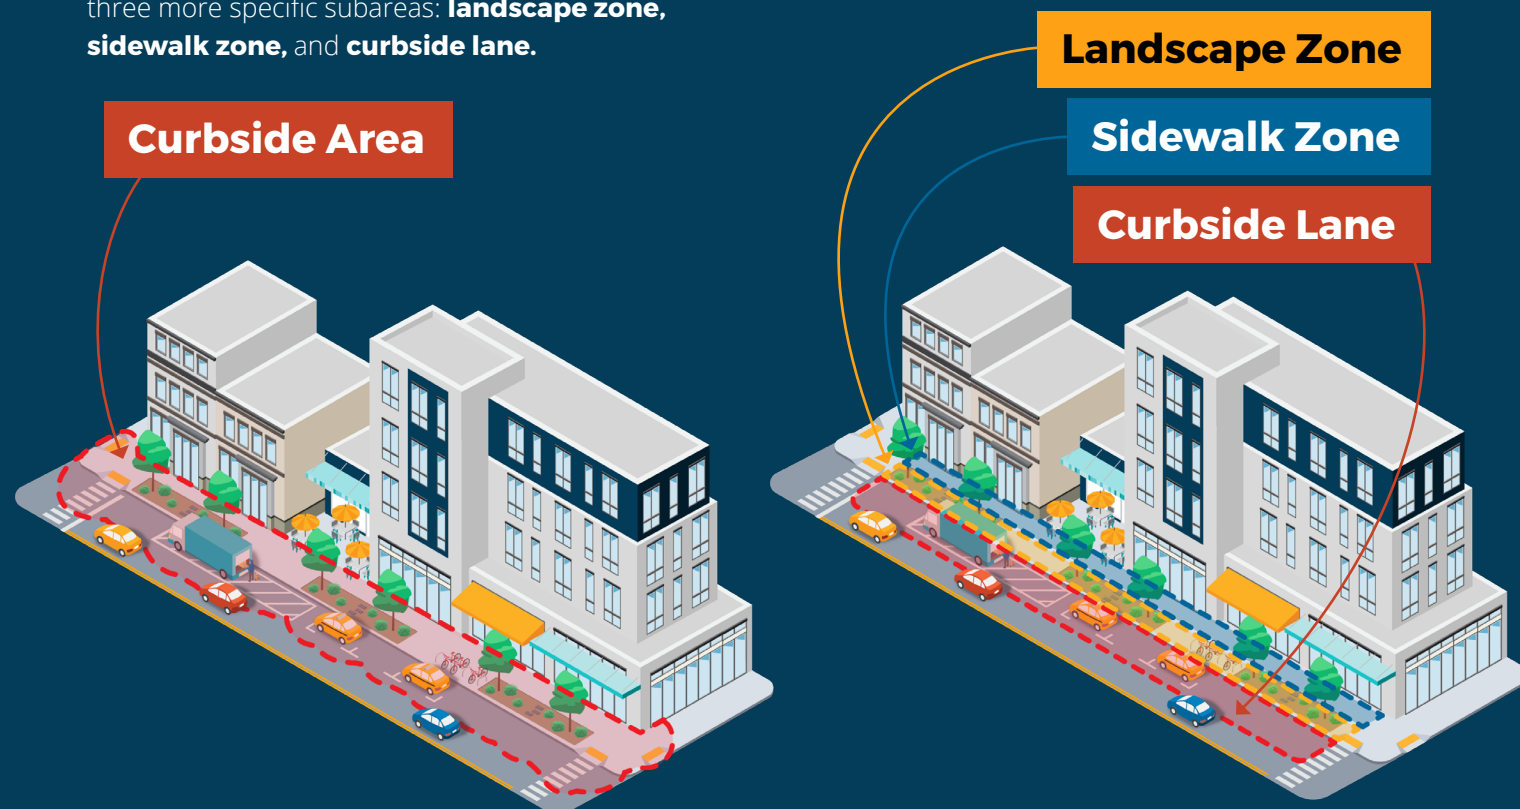 three more specific subareas: landscape zone,
sidewalk zone, and curbside lane.
Curbside Area
Landscape Zone
Sidewalk Zone
Curbside Lane